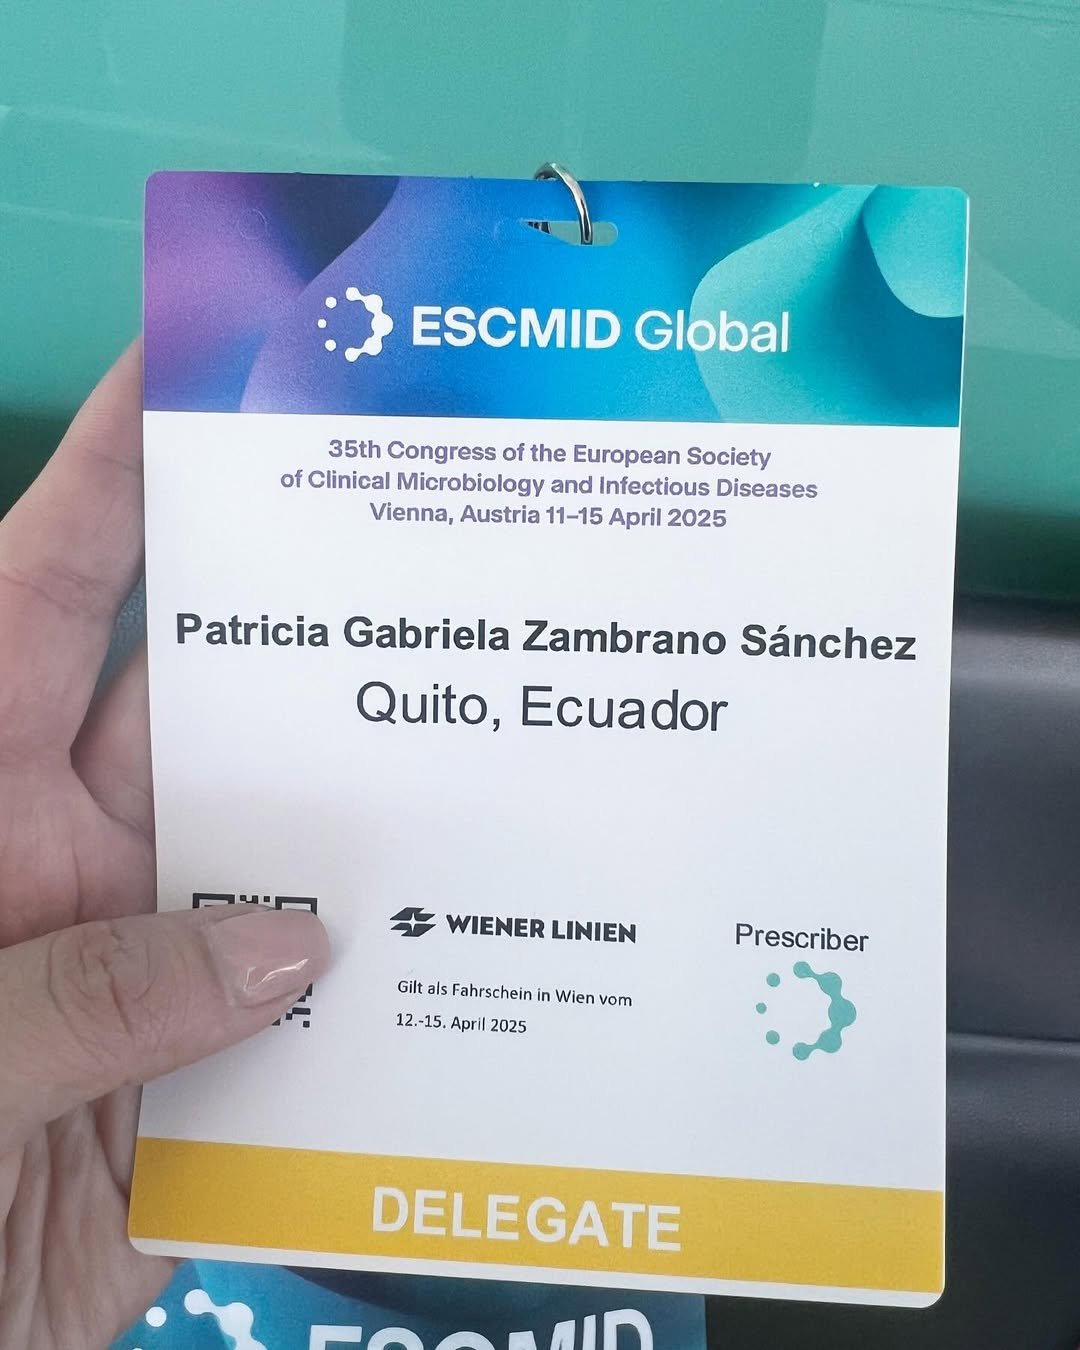 ESCMID Global
35th Congress of the European Society
of Clinical Microbiology and Infectious Diseases
Vienna, Austria 11–15 April 2025
Patricia Gabriela Zambrano Sánchez
Quito, Ecuador
WIENER LINIEN
Gilt als Fahrschein in Wien vom
12.-15. April 2025
Prescriber
DELEGATE
ESCMID